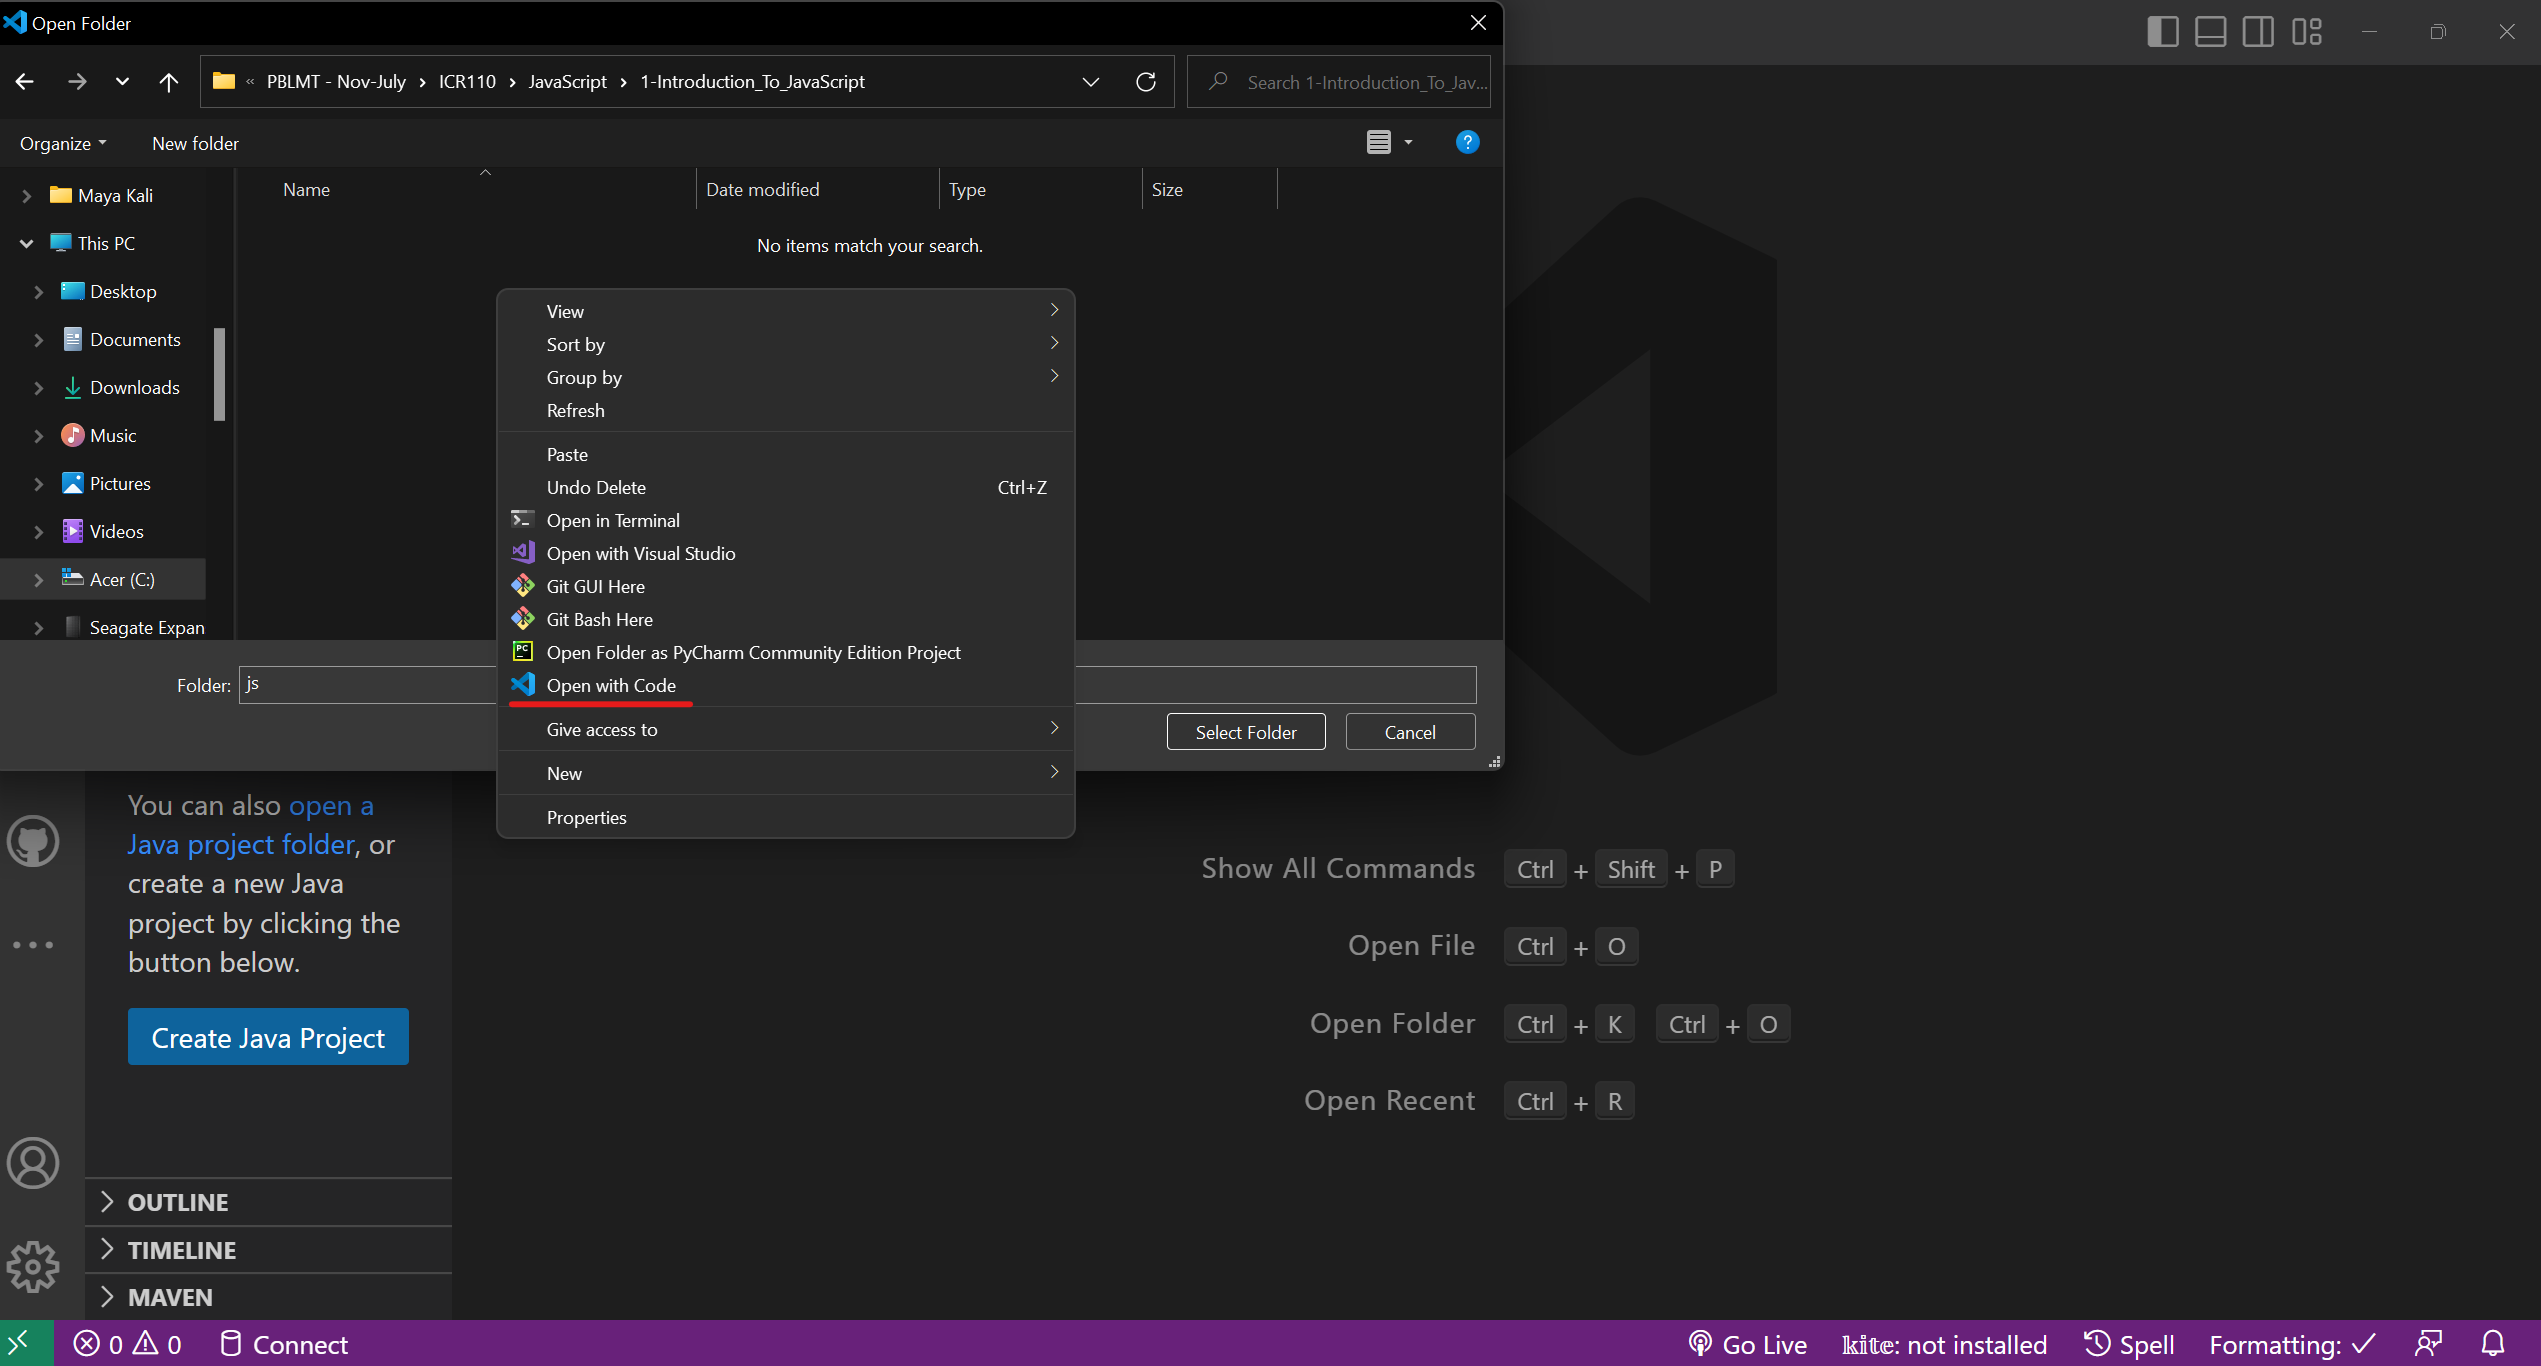 Open Folder
« PBLMT - Nov-July › ICR110 › JavaScript › 1-Introduction_To_JavaScript
Search 1-Introduction_To_Jav...
Organize
New folder
?
Name
Date modified
Type
Size
No items match your search.
Maya Kali
This PC
Desktop
Documents
Downloads
Music
Pictures
Videos
Acer (C:)
Seagate Expan
View
Sort by
Group by
Refresh
Paste
Undo Delete Ctrl+Z
Open in Terminal
Open with Visual Studio
Git GUI Here
Git Bash Here
PC Open Folder as PyCharm Community Edition Project
Open with Code
Give access to
New
Properties
Folder: js
Select Folder
Cancel
You can also open a
Java project folder, or
create a new Java
project by clicking the
button below.
Create Java Project
OUTLINE
TIMELINE
MAVEN
Show All Commands Ctrl + Shift + P
Open File Ctrl + O
Open Folder Ctrl + K Ctrl + O
Open Recent Ctrl + R
0 0 Connect
Go Live kite: not installed Spell Formatting: ✓